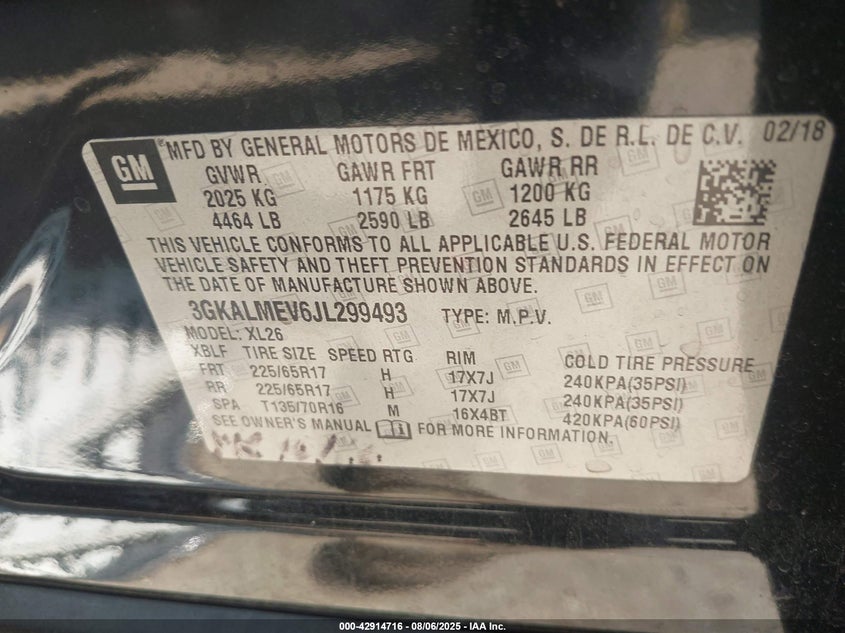 GM
MFD BY GENERAL MOTORS DE MEXICO, S. DE R.L. DE C.V. 02/18
GVWR GAWR FRT GAWR RR
2025 KG 1175 KG 1200 KG
4464 LB 2590 LB 2645 LB
THIS VEHICLE CONFORMS TO ALL APPLICABLE U.S. FEDERAL MOTOR
VEHICLE SAFETY AND THEFT PREVENTION STANDARDS IN EFFECT ON
THE DATE OF MANUFACTURE SHOWN ABOVE.
3GKALMEV6JL299493 TYPE: M.P.V.
MODEL: XL26
XBLF TIRE SIZE SPEED RTG RIM COLD TIRE PRESSURE
FRT 225/65R17 H 17X7J 240KPA(35PSI)
RR 225/65R17 H 17X7J 240KPA(35PSI)
SPA T135/70R16 M 16X4BT 420KPA(60PSI)
SEE OWNER'S MANUAL FOR MORE INFORMATION.
000-42914716 - 08/06/2025 - IAA Inc.